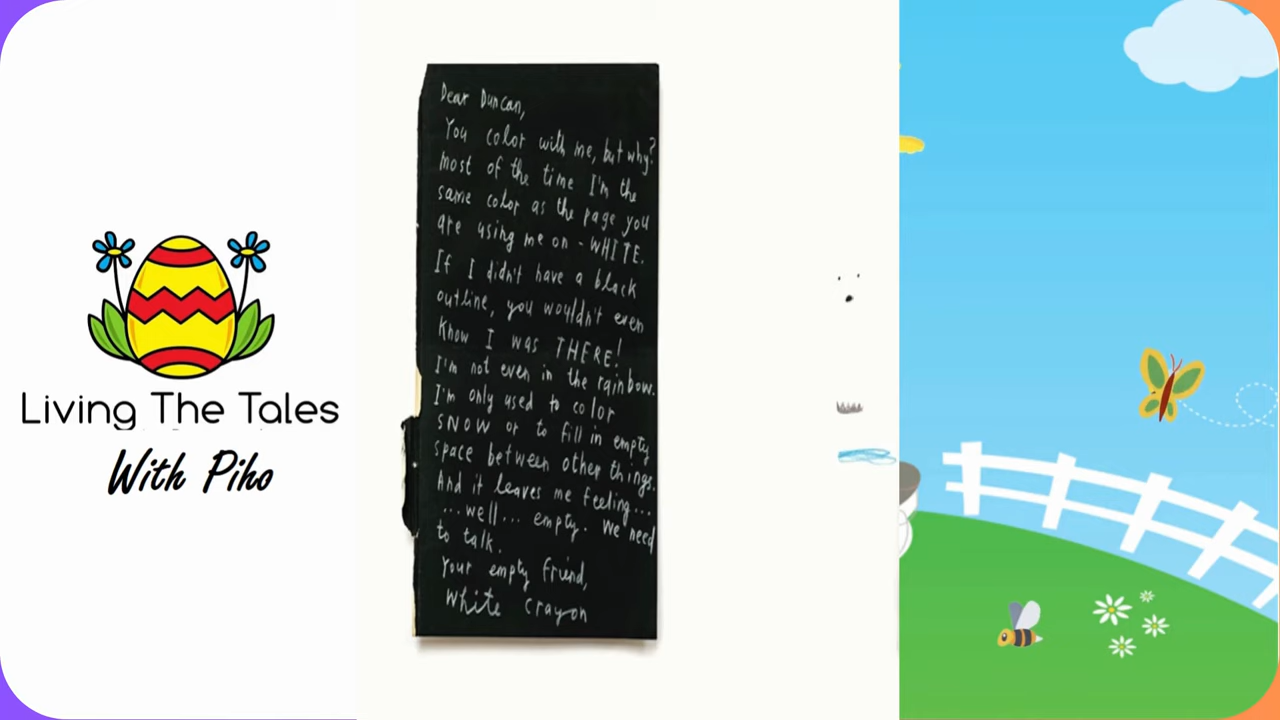 Living The Tales
With Piho
Dear Duncan,
You color with me, but why?
most of the time I'm the
same color as the page you
are using me on - WHITE.
If I didn't have a black
outline, you wouldn't even
know I was THERE!
I'm not even in the rainbow.
I'm only used to color
SNOW or to fill in empty
space between other things.
And it leaves me feeling...
...well... empty. We need
to talk.
Your empty friend,
White crayon